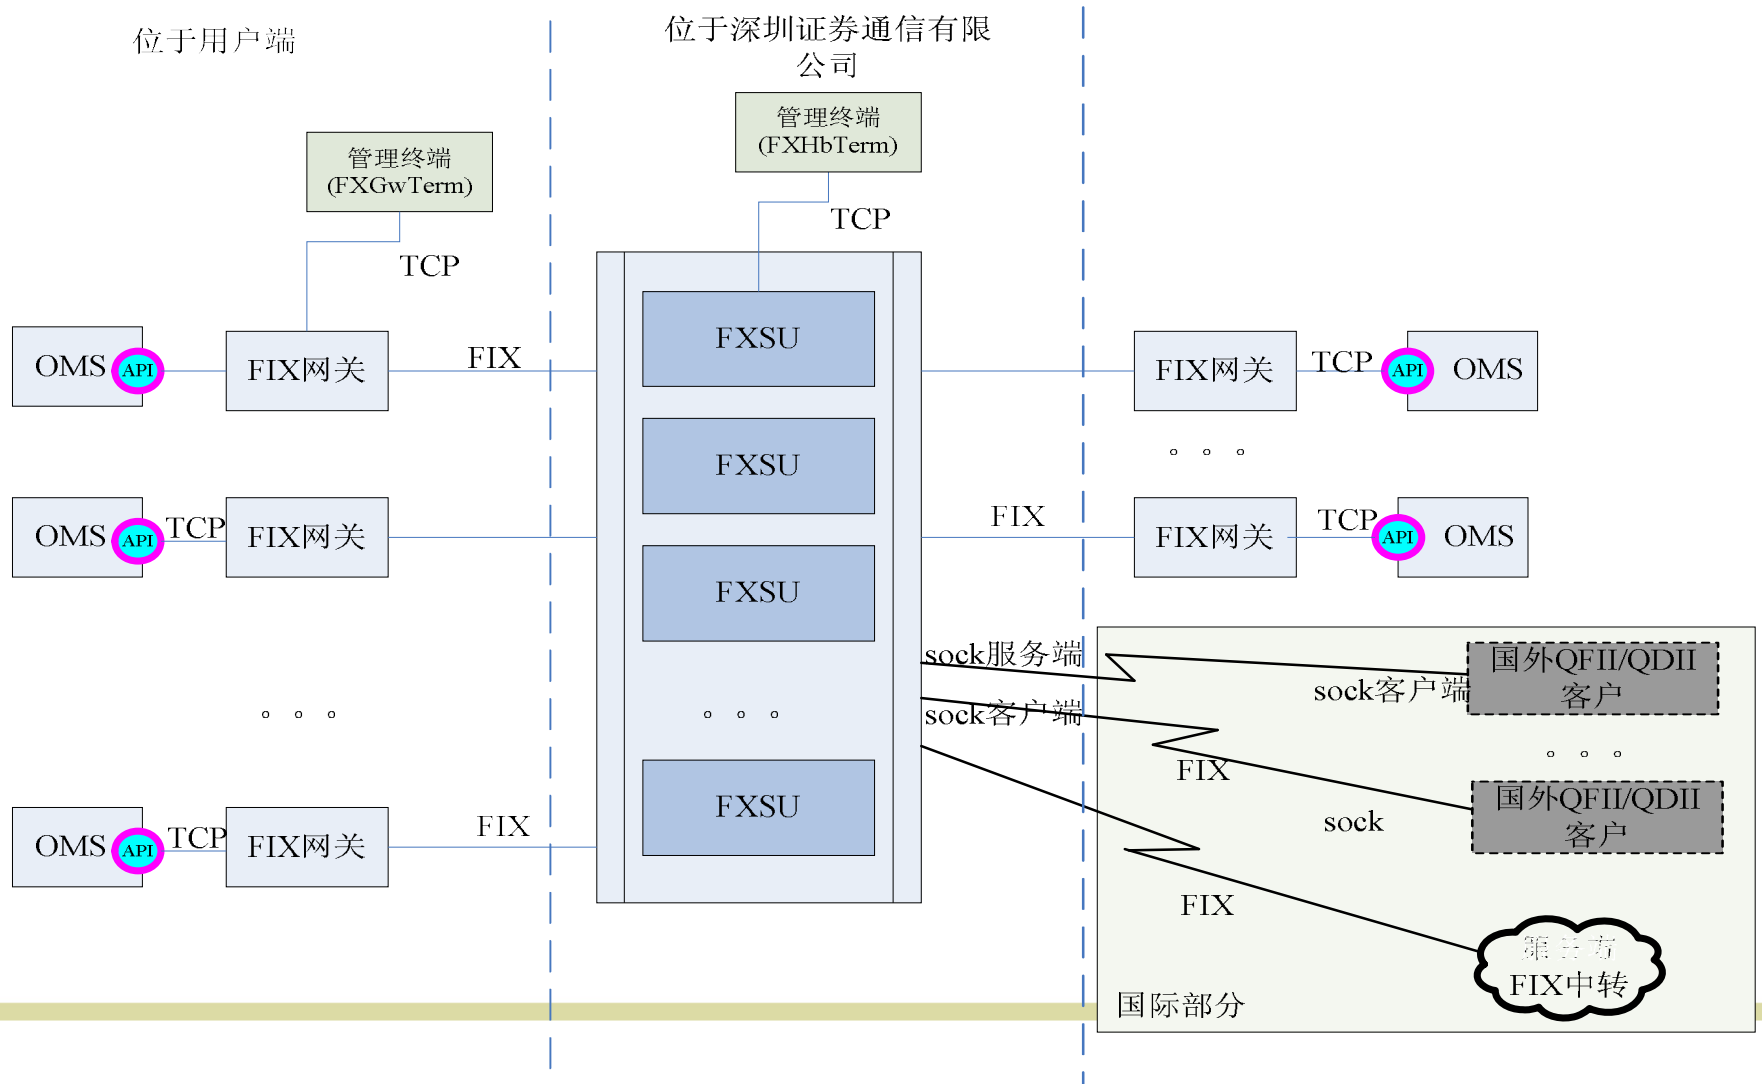 位于用户端
位于深圳证券通信有限
公司
管理终端
(FXGwTerm)
TCP
管理终端
(FXHbTerm)
TCP
OMS
API
FIX网关
FIX
FXSU
FIX网关
TCP
API
OMS
。。。
FXSU
OMS
API
TCP
FIX网关
FIX
FIX网关
TCP
API
OMS
FXSU
sock服务端
sock客户端
国外QFII/QDII
客户
。。。
。。。
sock客户端
FIX
。。。
国外QFII/QDII
客户
sock
FXSU
OMS
API
TCP
FIX网关
FIX
FIX
第三方
FIX中转
国际部分